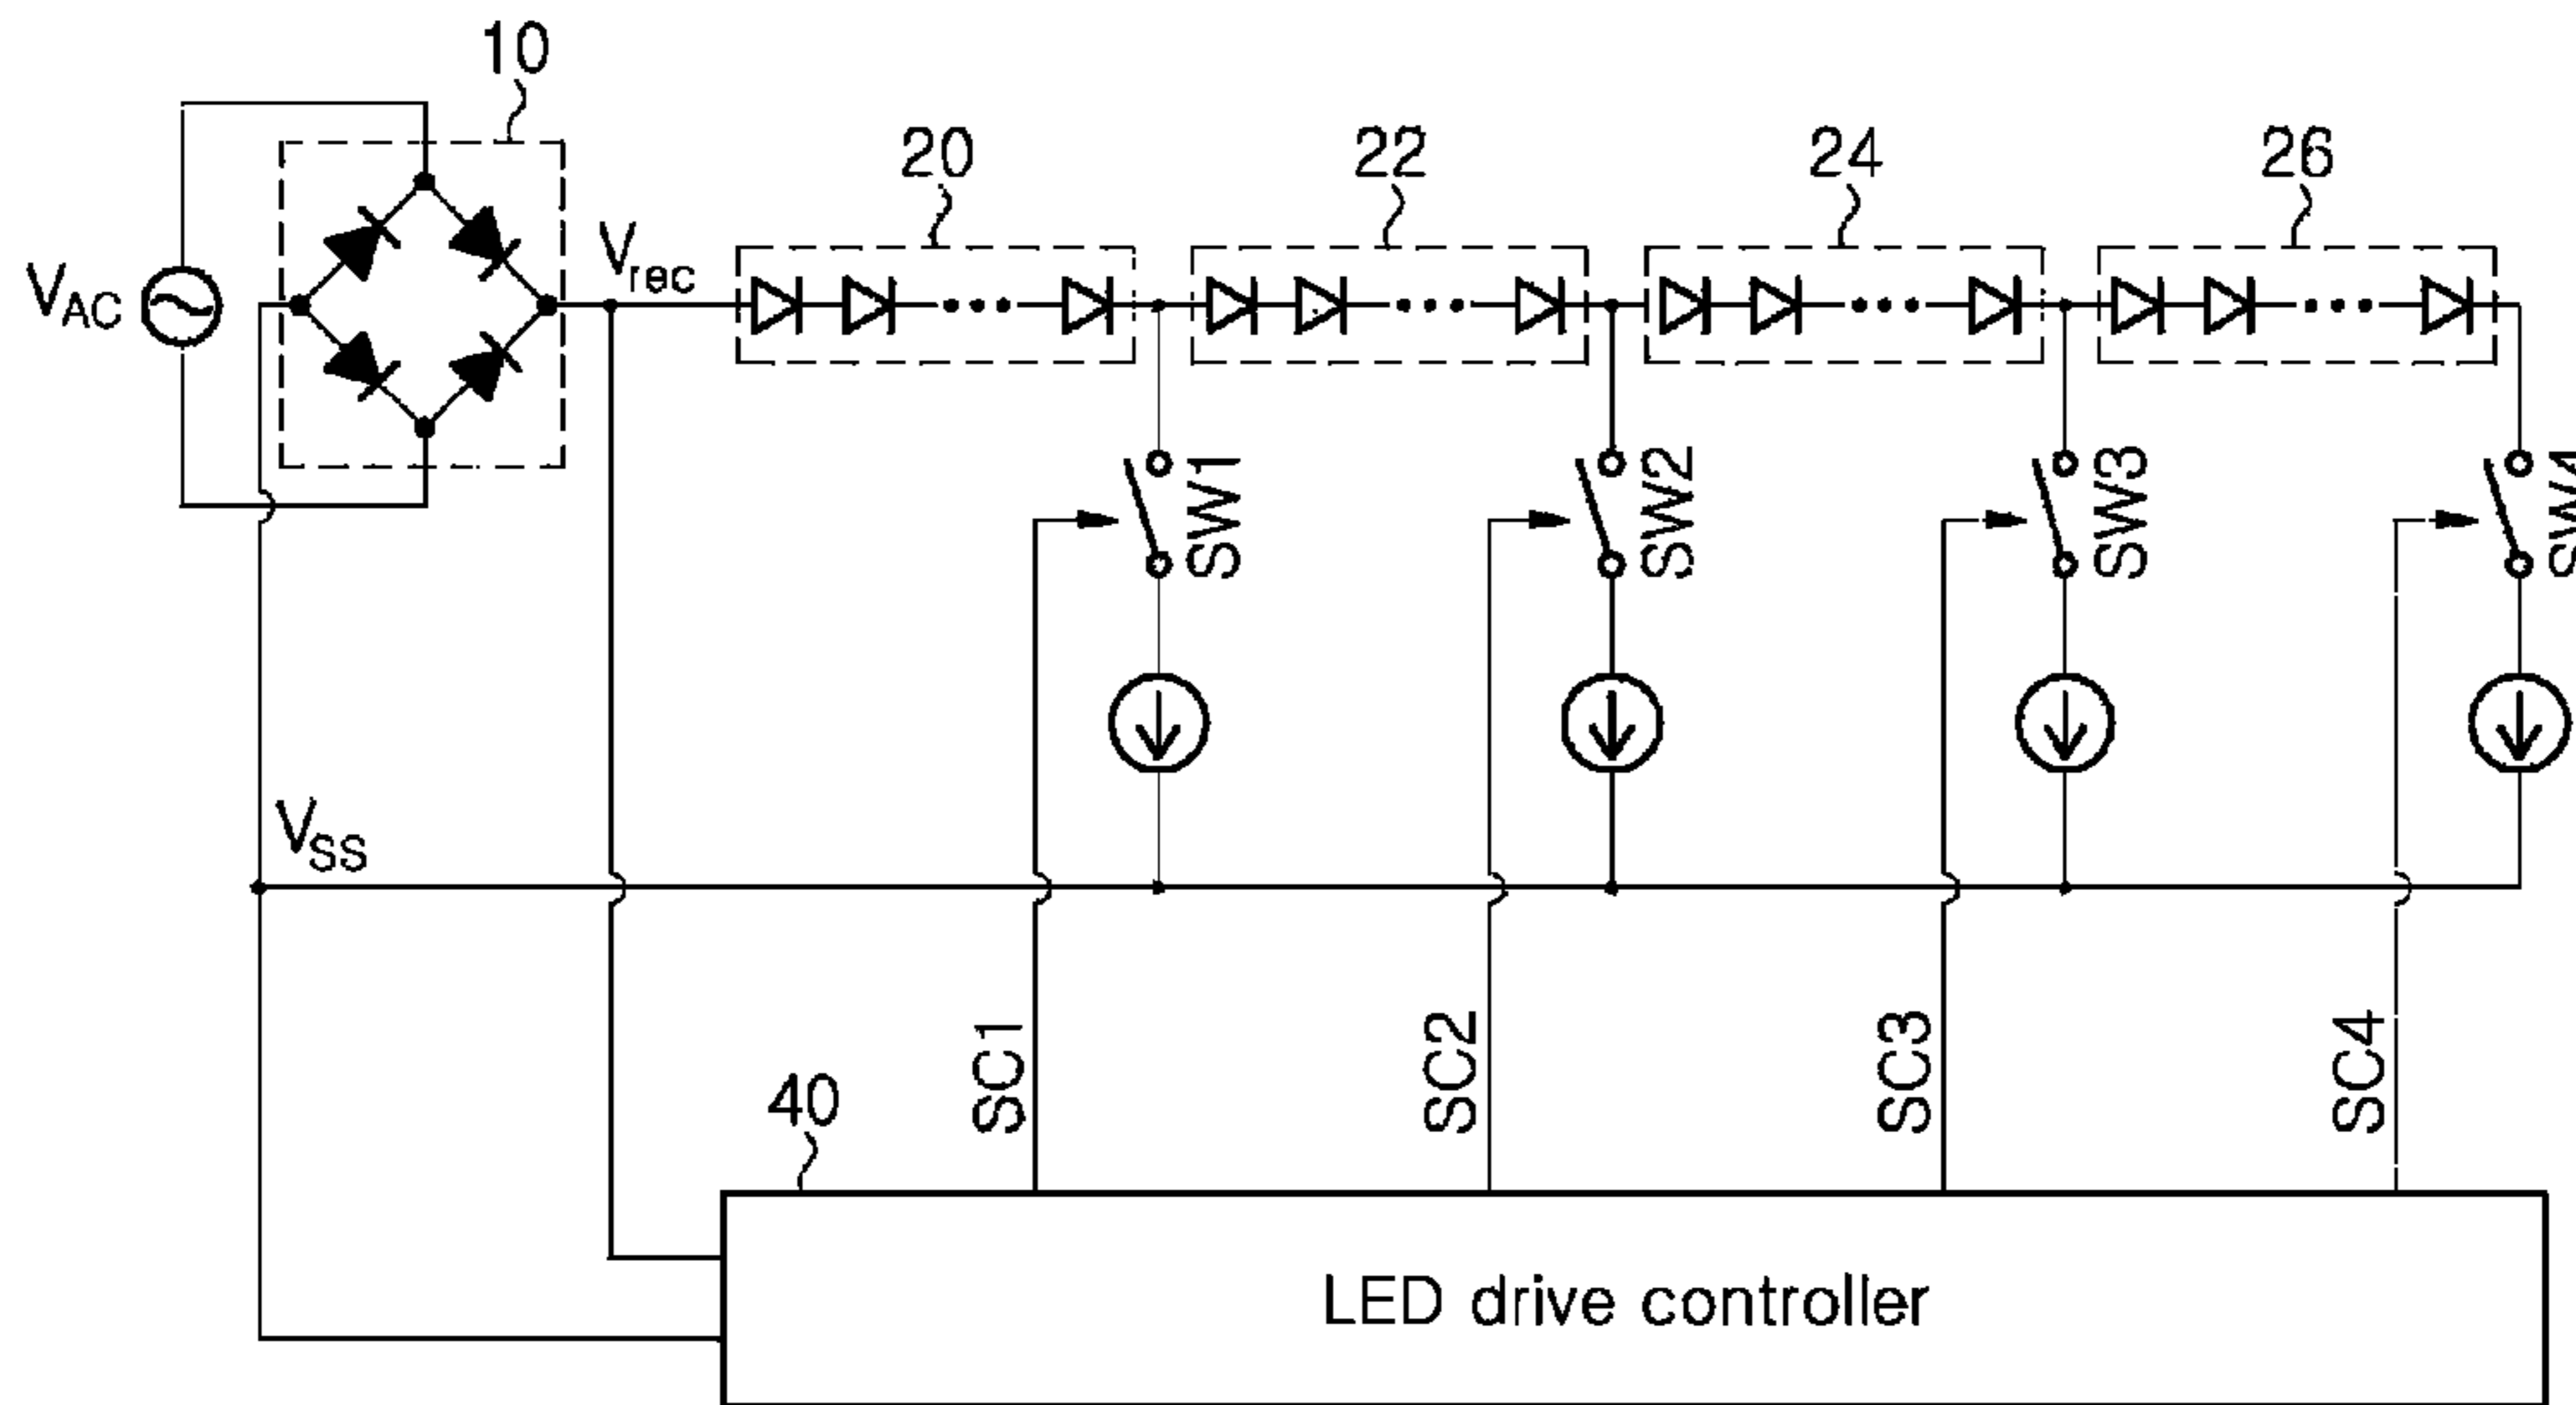 10
20
22
24
26
VAC
Vrec
SW1
SW2
SW3
SW4
VSS
SC1
SC2
SC3
SC4
40
LED drive controller